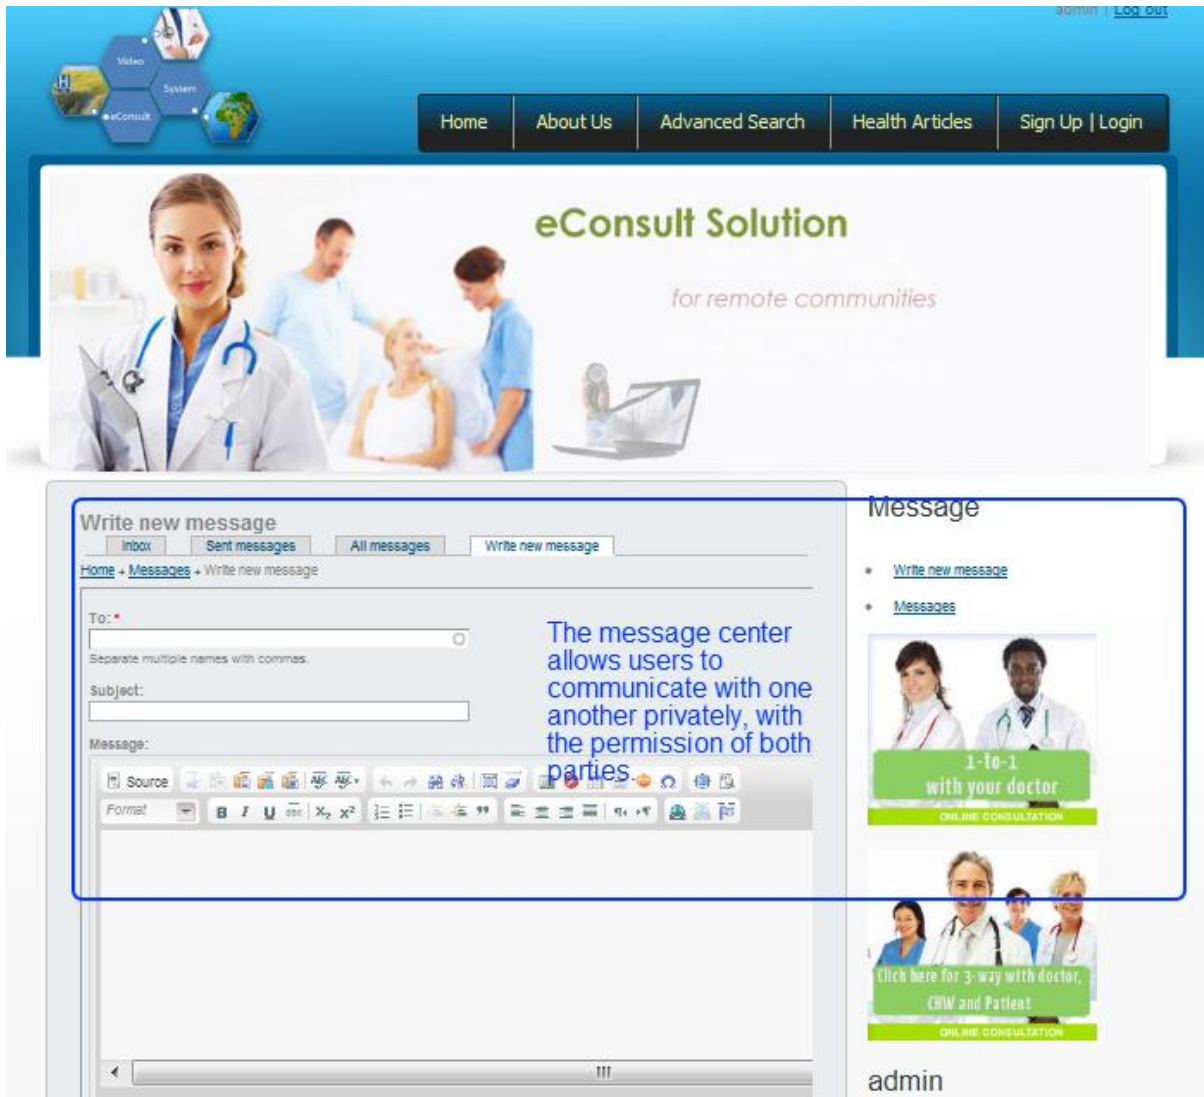 admin | Log out
Video
System
eConsult
H
Home About Us Advanced Search Health Articles Sign Up | Login
eConsult Solution
for remote communities
Write new message
Inbox Sent messages All messages Write new message
Home » Messages » Write new message
To: *
Separate multiple names with commas.
Subject:
Message:
The message center
allows users to
communicate with one
another privately, with
the permission of both
parties.
Source
Format
Message
Write new message
Messages
1-to-1
with your doctor
ONLINE CONSULTATION
Click here for 3-way with doctor,
CHW and Patient
ONLINE CONSULTATION
admin